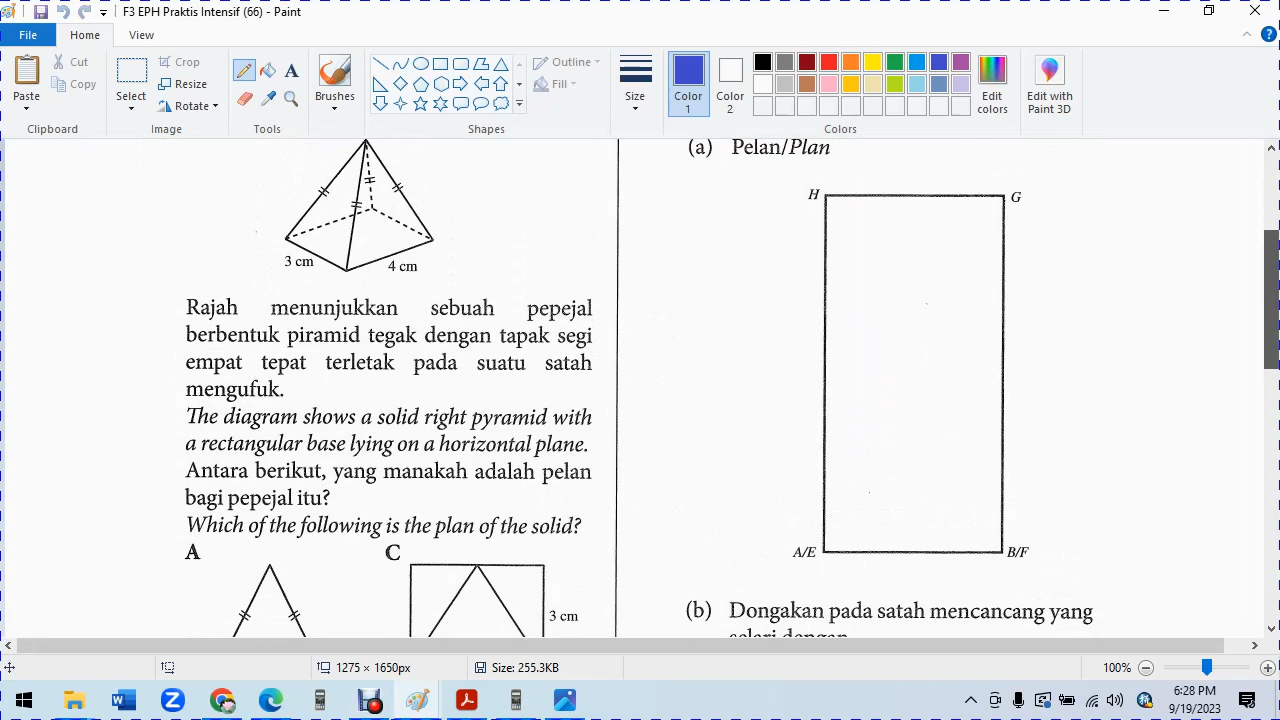 F3 EPH Praktis Intensif (66) - Paint
File
Home
View
Paste
Cut
Copy
Clipboard
Select
Crop
Resize
Rotate
Image
A
Tools
Brushes
Outline
Fill
Shapes
Size
Color 1
Color 2
Edit colors
Colors
Edit with Paint 3D
3 cm
4 cm
Rajah menunjukkan sebuah pepejal
berbentuk piramid tegak dengan tapak segi
empat tepat terletak pada suatu satah
mengufuk.
The diagram shows a solid right pyramid with
a rectangular base lying on a horizontal plane.
Antara berikut, yang manakah adalah pelan
bagi pepejal itu?
Which of the following is the plan of the solid?
A
C
3 cm
(a) Pelan/Plan
H
G
A/E
B/F
(b) Dongakan pada satah mencancang yang
selari dengan
1275 × 1650px
Size: 255.3KB
100%
6:28 PM
9/19/2023